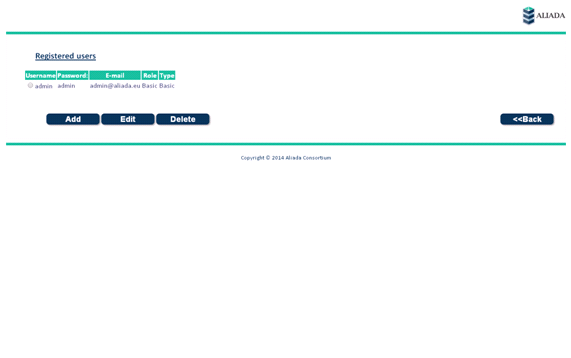 ALIADA
Registered users
Username Password: E-mail Role Type
admin admin admin@aliada.eu Basic Basic
Add Edit Delete <<Back
Copyright © 2014 Aliada Consortium